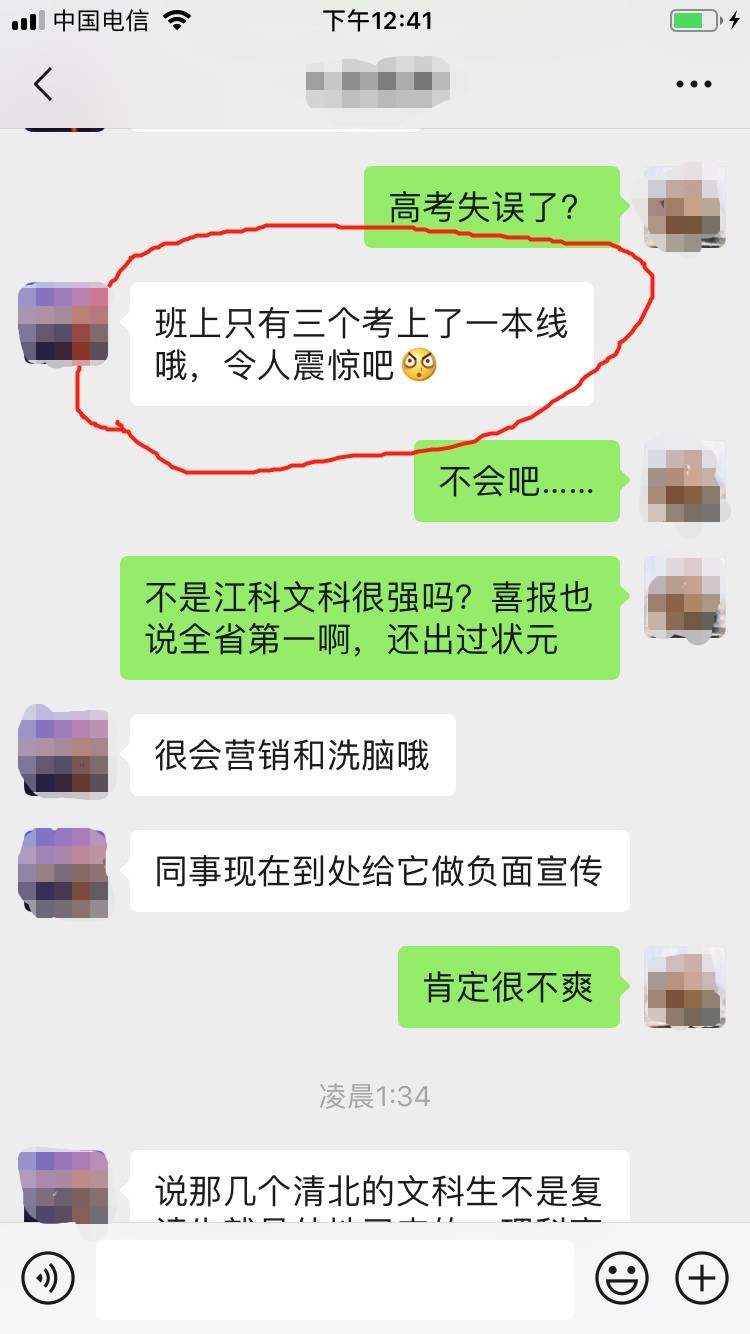 中国电信
下午12:41
高考失误了?
班上只有三个考上了一本线
哦，令人震惊吧
不会吧……
不是江科文科很强吗？喜报也
说全省第一啊，还出过状元
很会营销和洗脑哦
同事现在到处给它做负面宣传
肯定很不爽
凌晨1:34
说那几个清北的文科生不是复